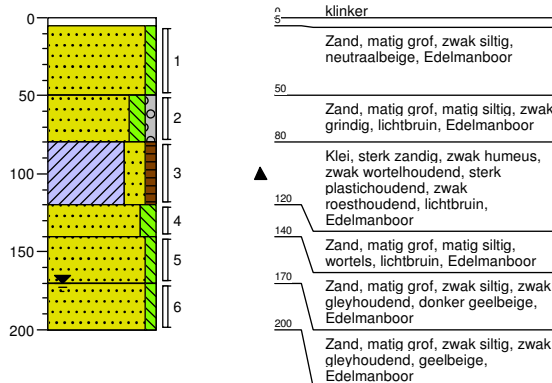 0
50
100
150
200
1
2
3
4
5
6
0
klinker
5
Zand, matig grof, zwak siltig,
neutraalbeige, Edelmanboor
50
Zand, matig grof, matig siltig, zwak
grindig, lichtbruin, Edelmanboor
80
Klei, sterk zandig, zwak humeus,
zwak wortelhoudend, sterk
plastichoudend, zwak
roesthoudend, lichtbruin,
Edelmanboor
120
Zand, matig grof, matig siltig,
wortels, lichtbruin, Edelmanboor
140
Zand, matig grof, zwak siltig, zwak
gleyhoudend, donker geelbeige,
Edelmanboor
170
Zand, matig grof, zwak siltig, zwak
gleyhoudend, geelbeige,
Edelmanboor
200